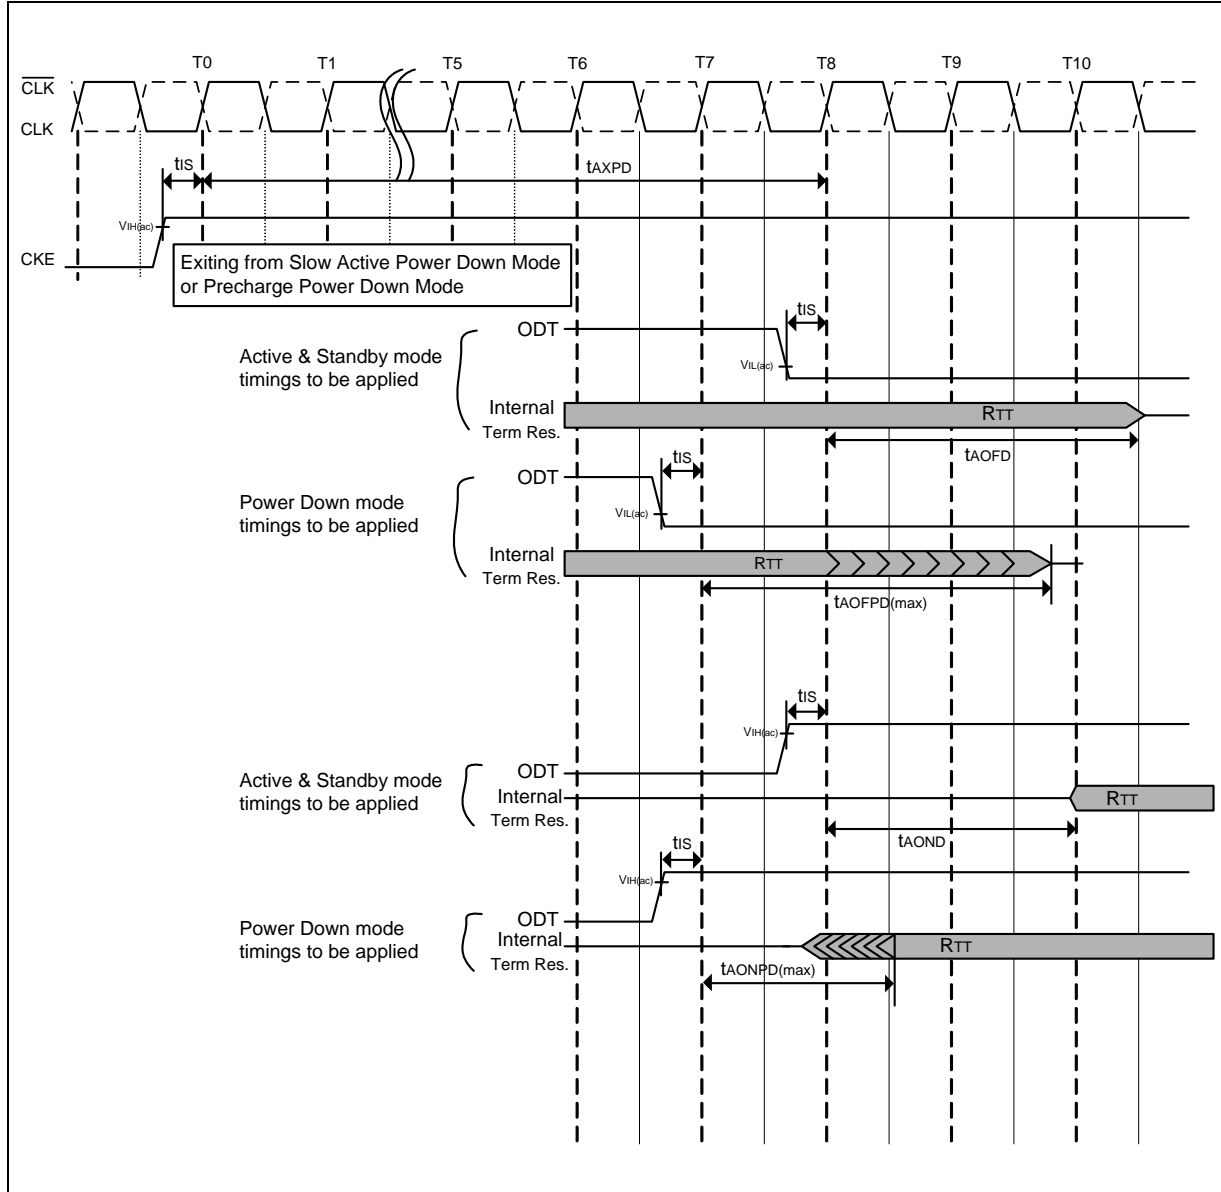 T0 T1 T5 T6 T7 T8 T9 T10
CLK
CLK
tIS
tAXPD
VIH(ac)
CKE
Exiting from Slow Active Power Down Mode
or Precharge Power Down Mode
tIS
ODT
Active & Standby mode
timings to be applied
VIL(ac)
Internal
Term Res.
RTT
tAOFD
tIS
ODT
Power Down mode
timings to be applied
VIL(ac)
Internal
Term Res.
RTT
tAOFPD(max)
tIS
VIH(ac)
ODT
Active & Standby mode
timings to be applied
Internal
Term Res.
RTT
tAOND
tIS
VIH(ac)
ODT
Power Down mode
timings to be applied
Internal
Term Res.
RTT
tAONPD(max)